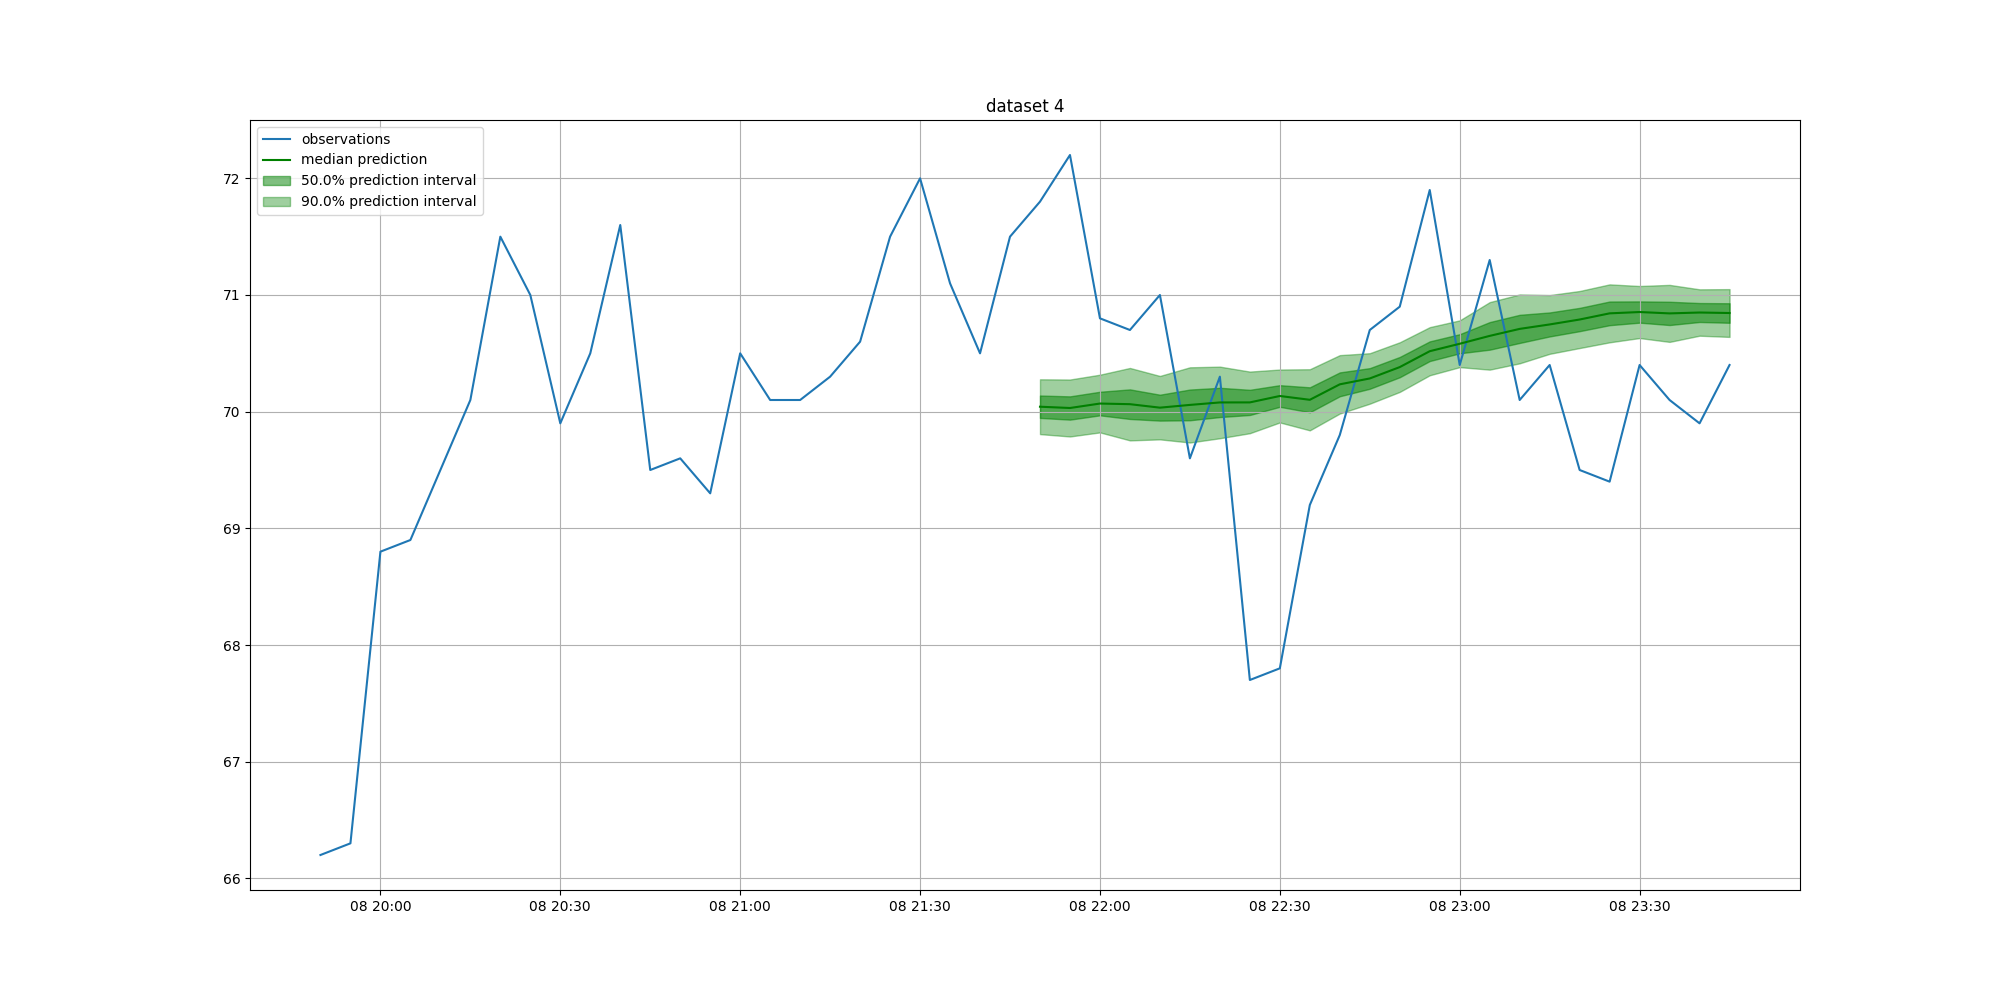 dataset 4
observations
median prediction
50.0% prediction interval
90.0% prediction interval
72
71
70
69
68
67
66
08 20:00 08 20:30 08 21:00 08 21:30 08 22:00 08 22:30 08 23:00 08 23:30